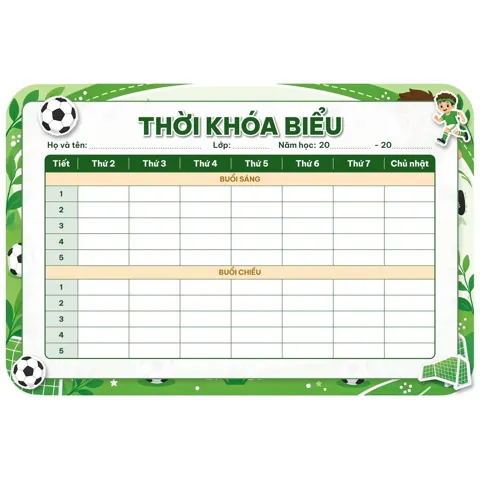 THỜI KHÓA BIỂU
Họ và tên: Lớp: Năm học: 20 - 20
Tiết Thứ 2 Thứ 3 Thứ 4 Thứ 5 Thứ 6 Thứ 7 Chủ nhật
BUỔI SÁNG
1
2
3
4
5
BUỔI CHIỀU
1
2
3
4
5